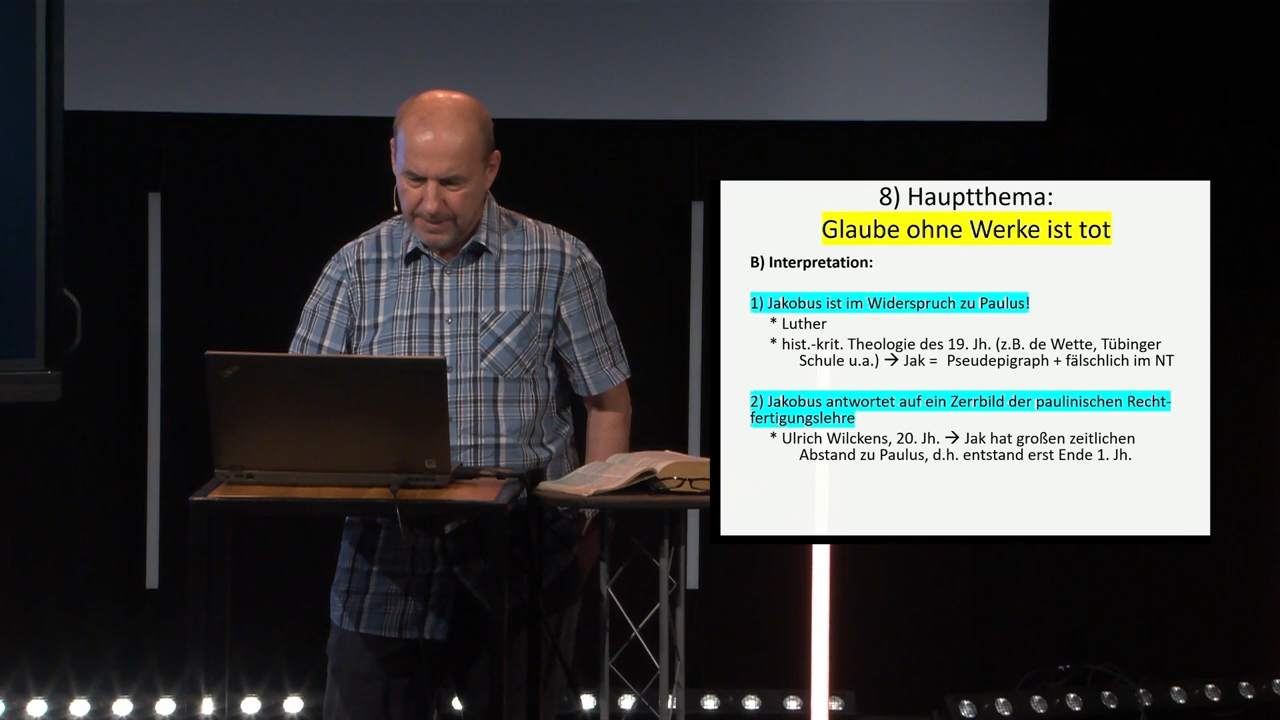 8) Hauptthema:
Glaube ohne Werke ist tot
B) Interpretation:
1) Jakobus ist im Widerspruch zu Paulus!
* Luther
* hist.-krit. Theologie des 19. Jh. (z.B. de Wette, Tübinger
Schule u.a.) → Jak = Pseudepigraph + fälschlich im NT
2) Jakobus antwortet auf ein Zerrbild der paulinischen Recht-
fertigungslehre
* Ulrich Wilckens, 20. Jh. → Jak hat großen zeitlichen
Abstand zu Paulus, d.h. entstand erst Ende 1. Jh.